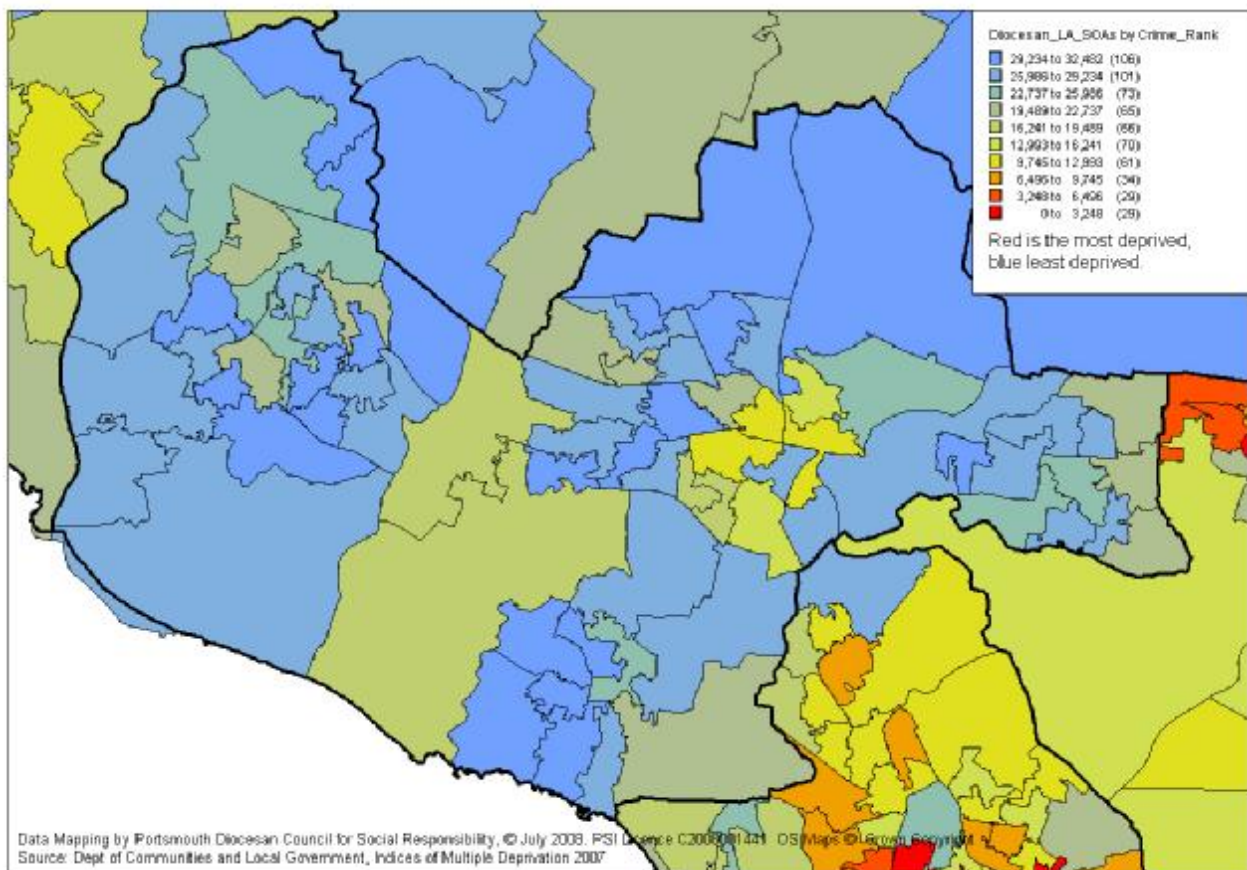 Diocesan_LA_SOAs by Crime_Rank
29,234 to 32,482 (106)
25,986 to 29,234 (101)
22,737 to 25,986 (73)
19,489 to 22,737 (65)
16,241 to 19,489 (66)
12,993 to 16,241 (70)
9,745 to 12,993 (61)
6,496 to 9,745 (34)
3,248 to 6,496 (29)
0 to 3,248 (29)
Red is the most deprived,
blue least deprived.
Data Mapping by Portsmouth Diocesan Council for Social Responsibility, © July 2008. PSI Licence OS Maps © Crown Copyright
Source: Dept of Communities and Local Government, Indices of Multiple Deprivation 2007